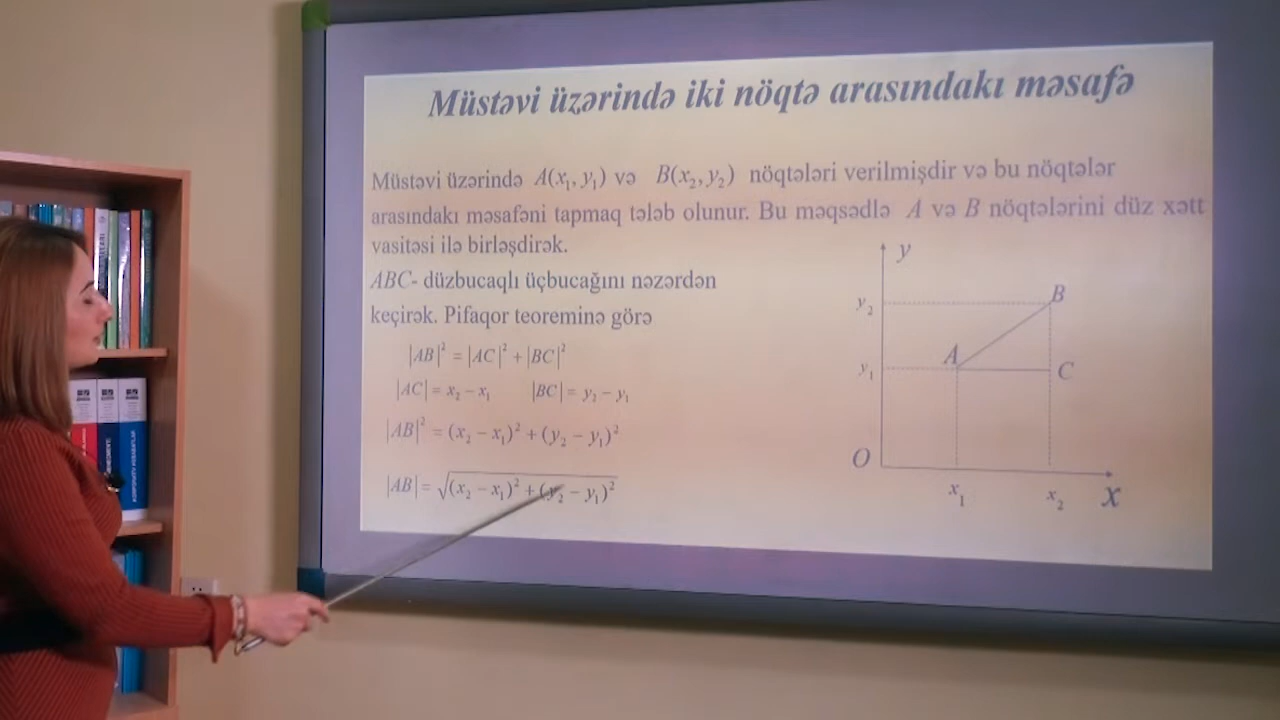 Müstəvi üzərində iki nöqtə arasındakı məsafə
Müstəvi üzərində A(x₁, y₁) və B(x₂, y₂) nöqtələri verilmişdir və bu nöqtələr
arasındakı məsafəni tapmaq tələb olunur. Bu məqsədlə A və B nöqtələrini düz xətt
vasitəsi ilə birləşdirək.
ABC- düzbucaqlı üçbucağını nəzərdən
keçirək. Pifaqor teoreminə görə
|AB|² = |AC|² + |BC|²
|AC| = x₂ − x₁ |BC| = y₂ − y₁
|AB|² = (x₂ − x₁)² + (y₂ − y₁)²
|AB| = √(x₂ − x₁)² + (y₂ − y₁)²
y
y₂
B
A
y₁
C
O
x₁
x₂
x